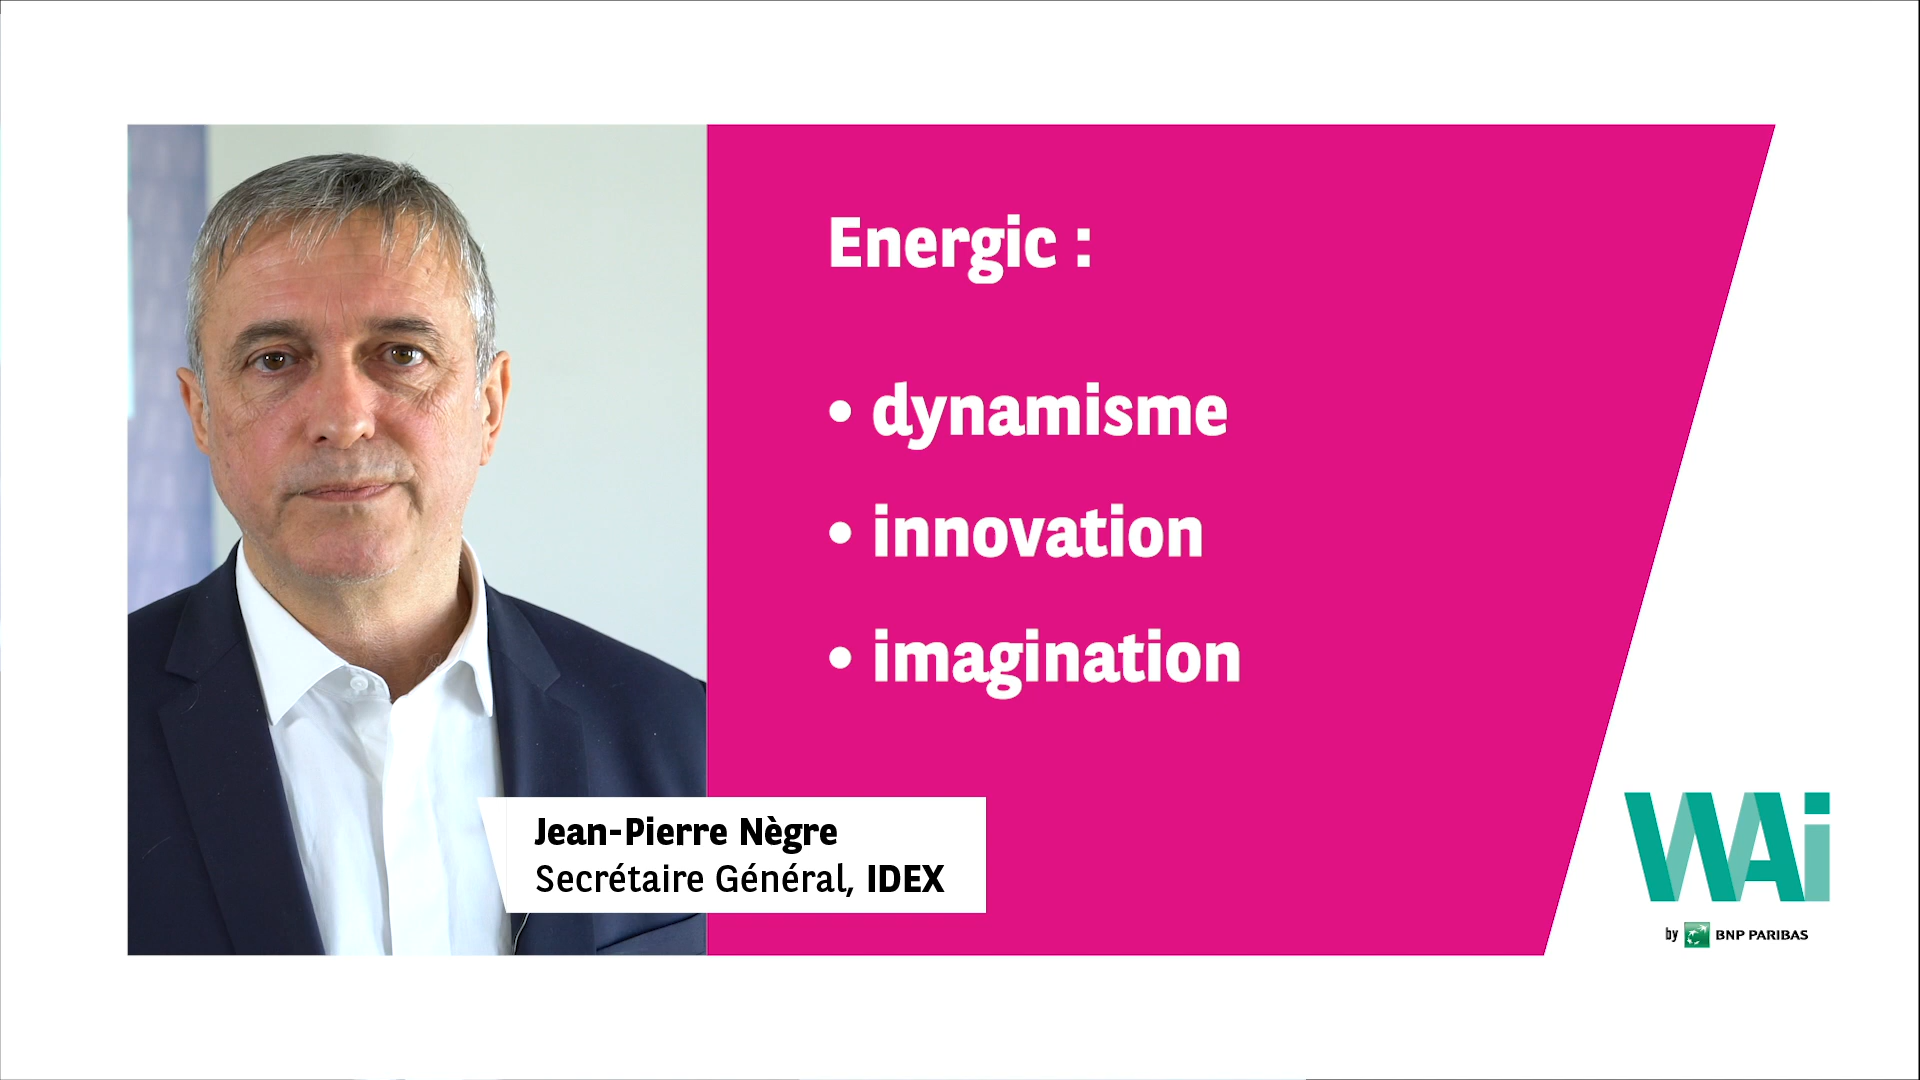 Energic :
• dynamisme
• innovation
• imagination
Jean-Pierre Nègre
Secrétaire Général, IDEX
WAi
by BNP PARIBAS